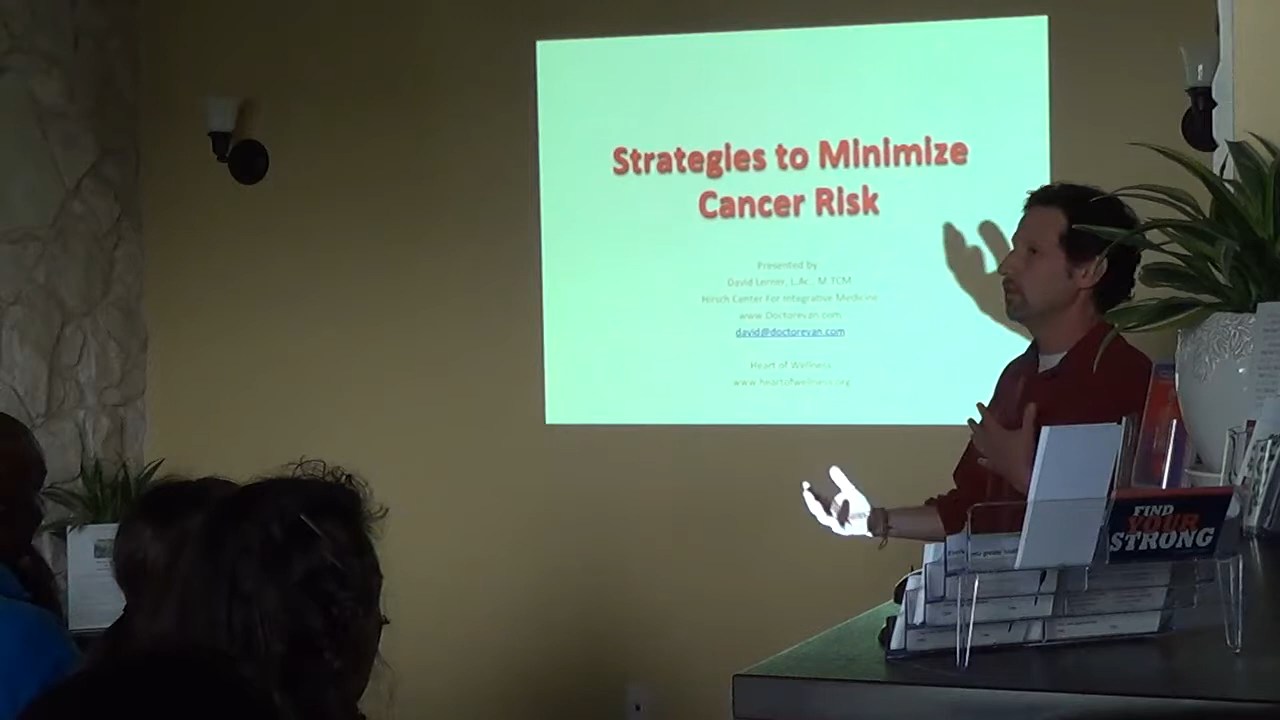 Strategies to Minimize
Cancer Risk
Presented by
David Lerner, L.Ac., M.TCM
Hirsch Center For Integrative Medicine
www.Doctorevan.com
david@doctorevan.com
Heart of Wellness
www.heartofwellness.org
FIND
YOUR
STRONG